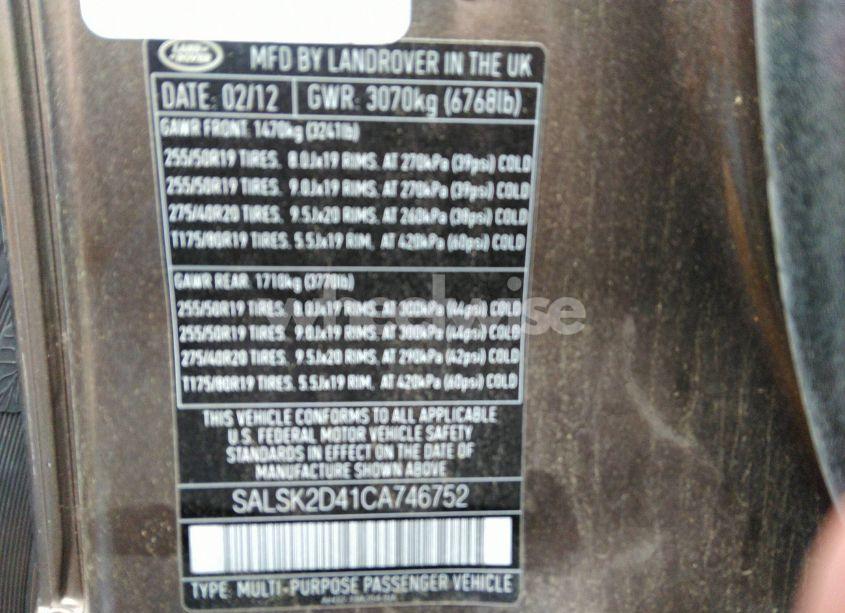 LAND ROVER
MFD BY LANDROVER IN THE UK
DATE: 02/12 GWR: 3070kg (6768lb)
GAWR FRONT 1470kg (3241lb)
255/50R19 TIRES. 8.0Jx19 RIMS. AT 270kPa (39psi) COLD
255/50R19 TIRES. 9.0Jx19 RIMS. AT 270kPa (39psi) COLD
275/40R20 TIRES. 9.5Jx20 RIMS. AT 260kPa (38psi) COLD
T175/80R19 TIRES. 5.5Jx19 RIM, AT 420kPa (60psi) COLD
GAWR REAR. 1710kg (3770lb)
255/50R19 TIRES. 8.0Jx19 RIMS. AT 300kPa (44psi) COLD
255/50R19 TIRES. 9.0Jx19 RIMS. AT 300kPa (44psi) COLD
275/40R20 TIRES. 9.5Jx20 RIMS. AT 290kPa (42psi) COLD
T175/80R19 TIRES. 5.5Jx19 RIM, AT 420kPa (60psi) COLD
wheelwise
THIS VEHICLE CONFORMS TO ALL APPLICABLE
U.S. FEDERAL MOTOR VEHICLE SAFETY
STANDARDS IN EFFECT ON THE DATE OF
MANUFACTURE SHOWN ABOVE
SALSK2D41CA746752
TYPE: MULTI-PURPOSE PASSENGER VEHICLE